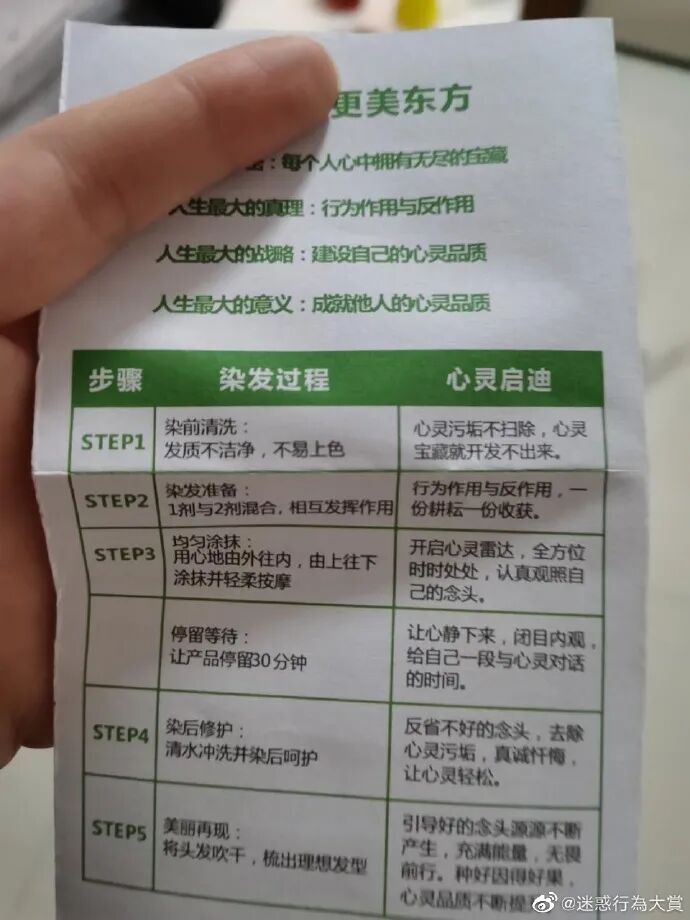 更美东方
：每个人心中拥有无尽的宝藏
人生最大的真理：行为作用与反作用
人生最大的战略：建设自己的心灵品质
人生最大的意义：成就他人的心灵品质
步骤 染发过程 心灵启迪
STEP1
染前清洗：
发质不洁净，不易上色
心灵污垢不扫除，心灵
宝藏就开发不出来。
STEP2
染发准备：
1剂与2剂混合，相互发挥作用
行为作用与反作用，一
份耕耘一份收获。
STEP3
均匀涂抹：
用心地由外往内，由上往下
涂抹并轻柔按摩
开启心灵雷达，全方位
时时处处，认真观照自
己的念头。
停留等待：
让产品停留30分钟
让心静下来，闭目内观，
给自己一段与心灵对话
的时间。
STEP4
染后修护：
清水冲洗并染后呵护
反省不好的念头，去除
心灵污垢，真诚忏悔，
让心灵轻松。
STEP5
美丽再现：
将头发吹干，梳出理想发型
引导好的念头源源不断
产生，充满能量，无畏
前行。种好因得好果，
心灵品质不断提
@迷惑行為大賞